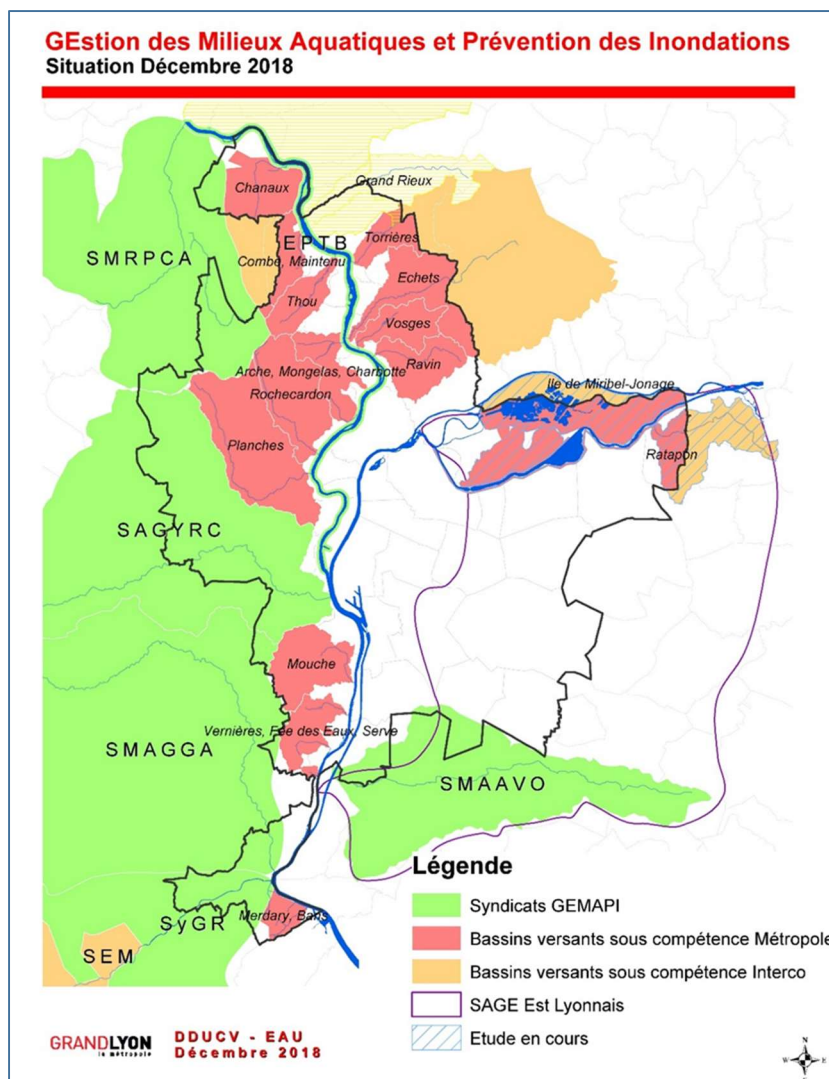 GEstion des Milieux Aquatiques et Prévention des Inondations
Situation Décembre 2018
Chanaux
Grand Rieux
SMRPCA
EPTB
Torrières
Combe, Maintenu
Echets
Thou
Vosges
Ravin
Arche, Mongelas, Charbotte
Rochecardon
Ile de Miribel-Jonage
Planches
Ratapon
SAGYRC
Mouche
Vernières, Fée des Eaux, Serve
SMAGGA
SMAAVO
Légende
Syndicats GEMAPI
SyGR
Merdary, Bans
Bassins versants sous compétence Métropole
SEM
Bassins versants sous compétence Interco
SAGE Est Lyonnais
Etude en cours
GRANDLYON
la métropole
DDUCV - EAU
Décembre 2018
N
W E
S